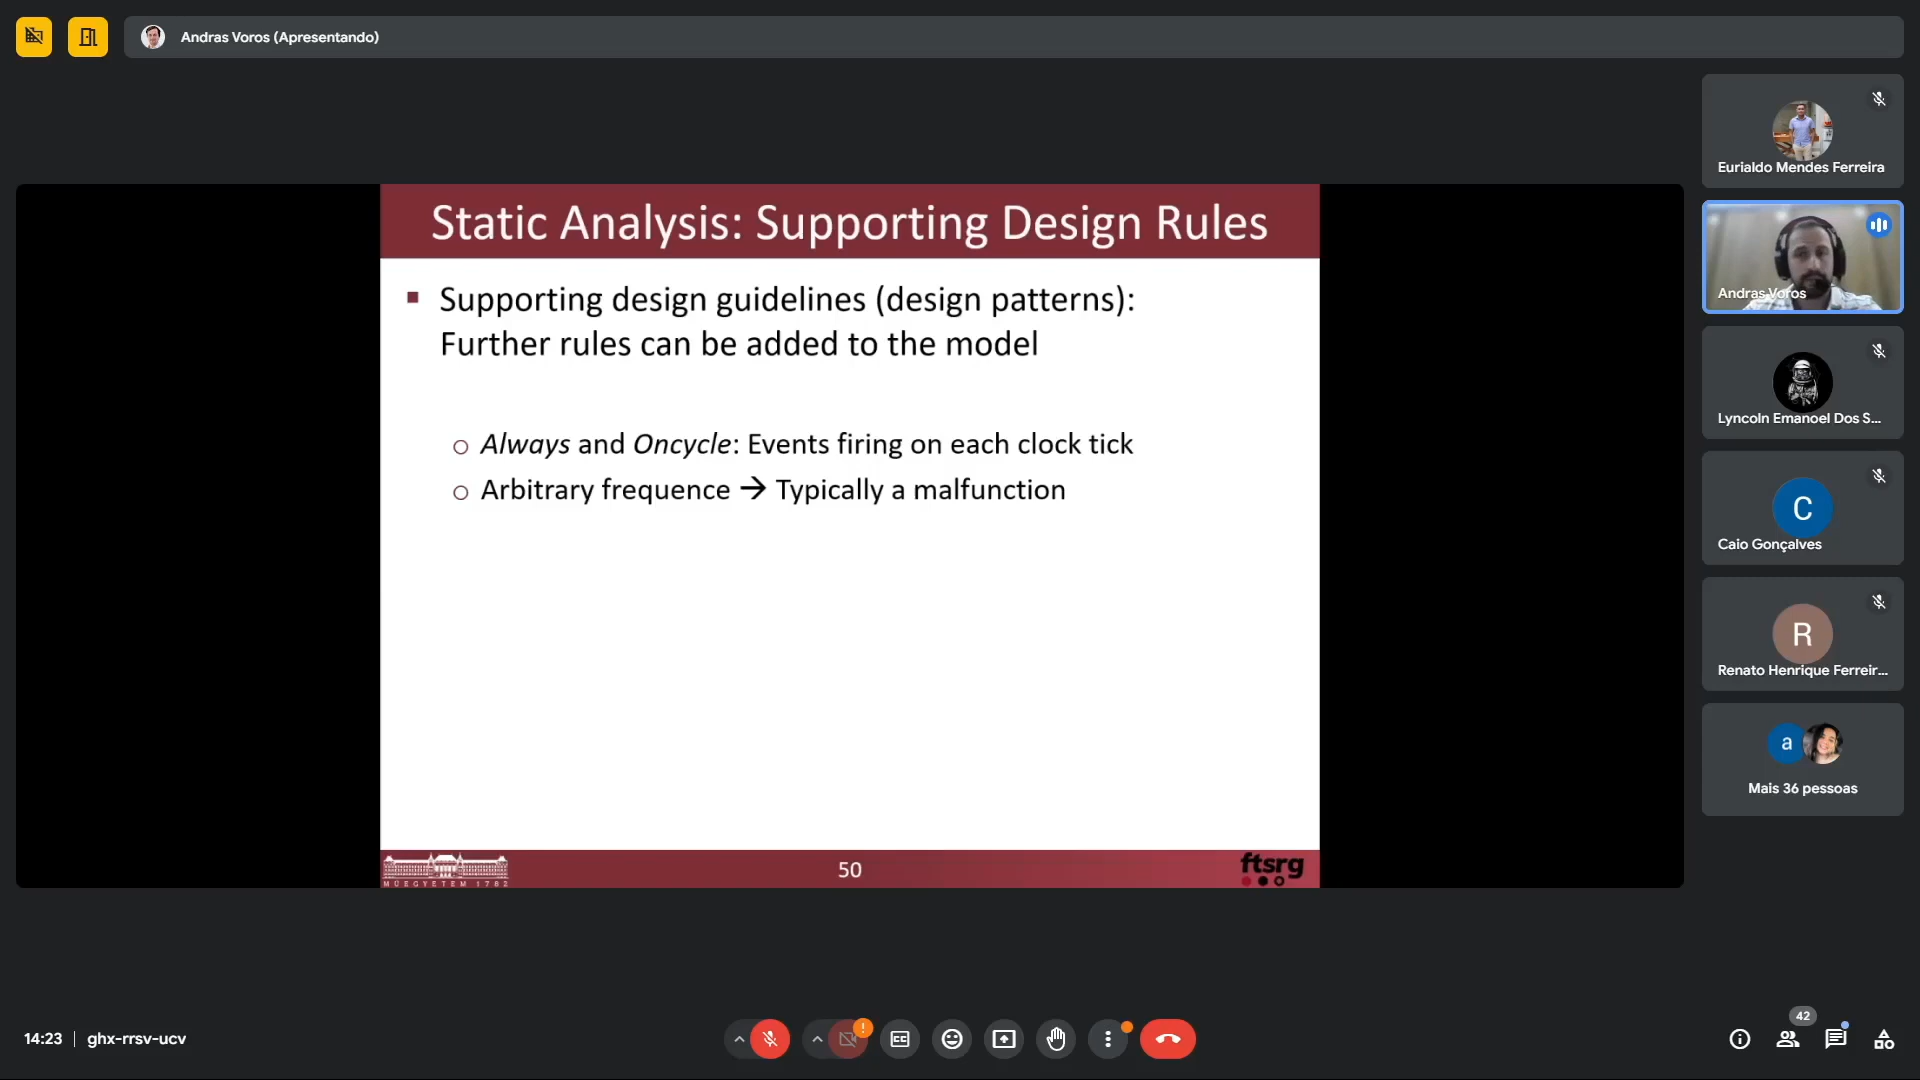 Andras Voros (Apresentando)
Static Analysis: Supporting Design Rules
Supporting design guidelines (design patterns):
Further rules can be added to the model
Always and Oncycle: Events firing on each clock tick
Arbitrary frequence → Typically a malfunction
MŰEGYETEM 1782
50
ftsrg
Eurialdo Mendes Ferreira
Andras Voros
Lyncoln Emanoel Dos S...
C
Caio Gonçalves
R
Renato Henrique Ferreir...
a
Mais 36 pessoas
14:23 | ghx-rrsv-ucv
42